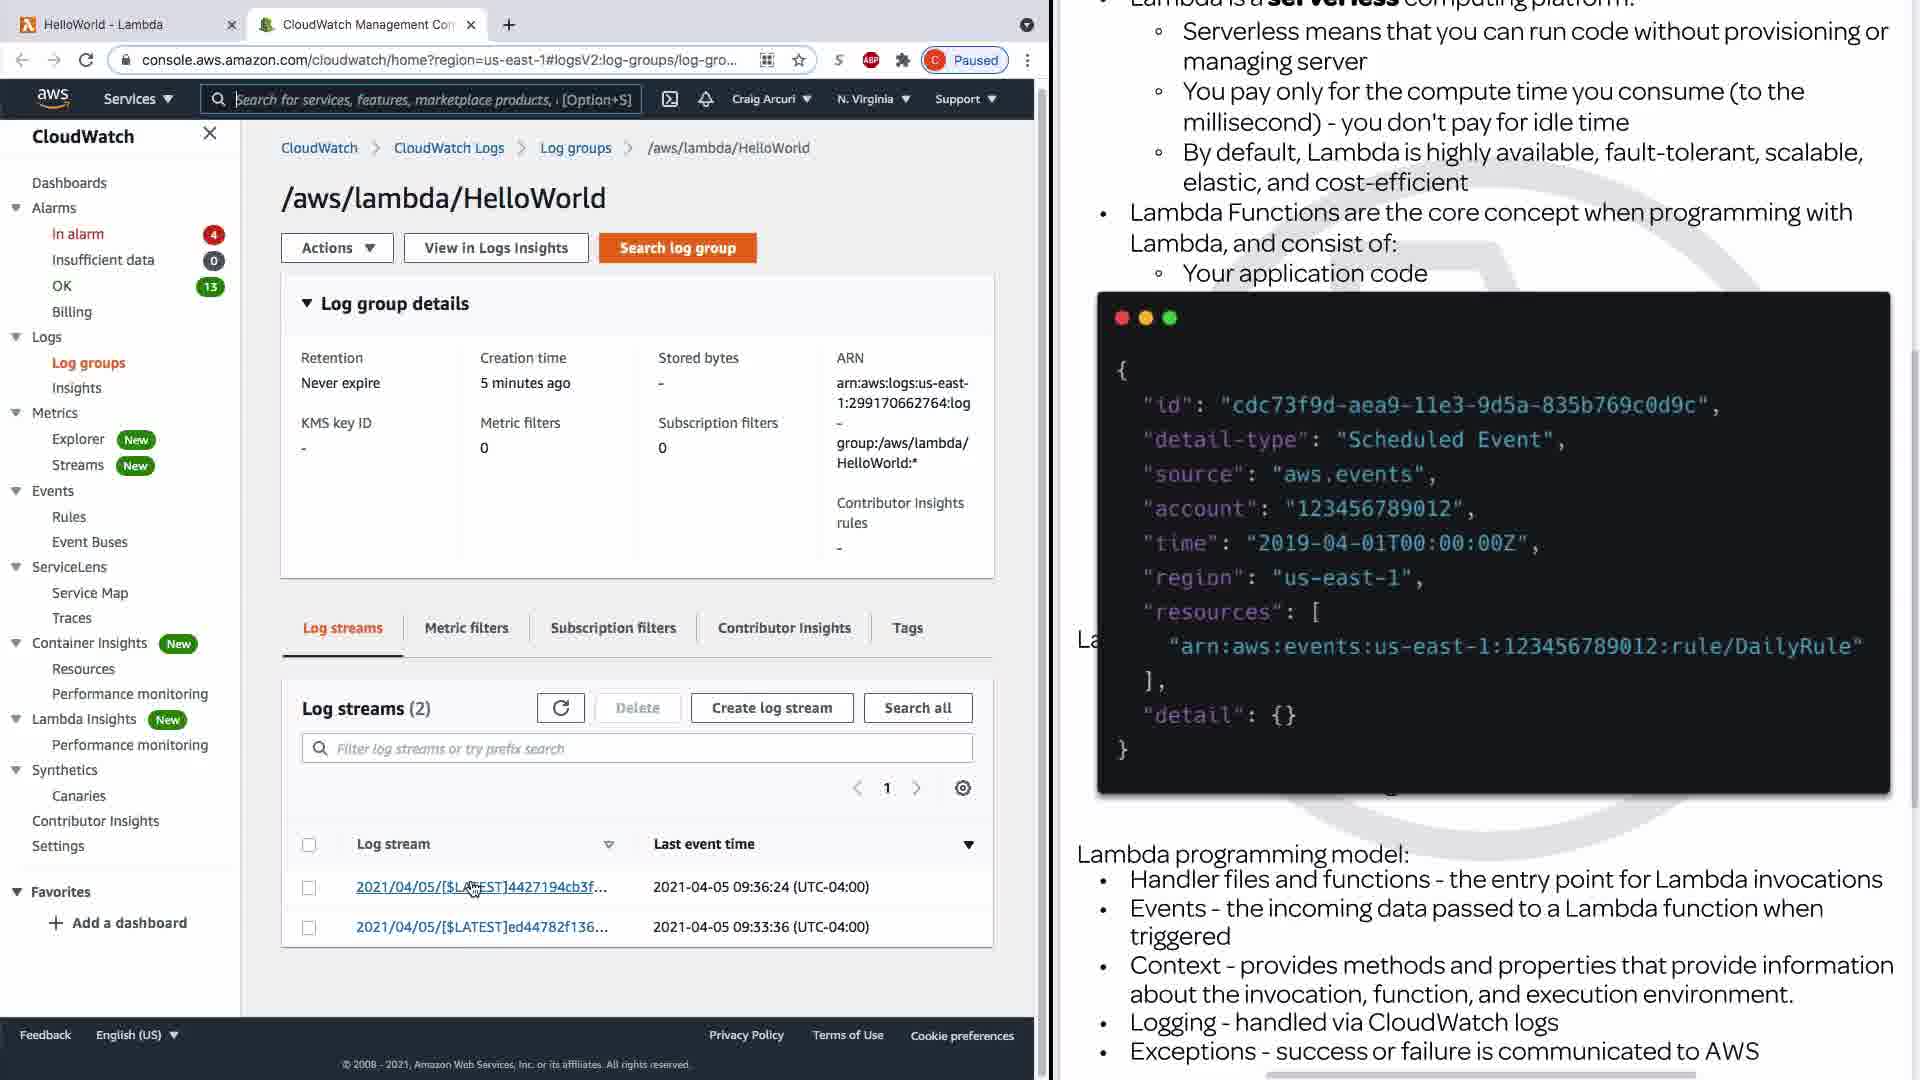 HelloWorld - Lambda
CloudWatch Management Con
console.aws.amazon.com/cloudwatch/home?region=us-east-1#logsV2:log-groups/log-gro...
ABP
C Paused
aws
Services
Search for services, features, marketplace products, [Option+S]
Craig Arcuri
N. Virginia
Support
CloudWatch
Dashboards
Alarms
In alarm 4
Insufficient data 0
OK 13
Billing
Logs
Log groups
Insights
Metrics
Explorer New
Streams New
Events
Rules
Event Buses
ServiceLens
Service Map
Traces
Container Insights New
Resources
Performance monitoring
Lambda Insights New
Performance monitoring
Synthetics
Canaries
Contributor Insights
Settings
Favorites
Add a dashboard
CloudWatch > CloudWatch Logs > Log groups > /aws/lambda/HelloWorld
/aws/lambda/HelloWorld
Actions
View in Logs Insights
Search log group
Log group details
Retention
Never expire
KMS key ID
-
Creation time
5 minutes ago
Metric filters
0
Stored bytes
-
Subscription filters
0
ARN
arn:aws:logs:us-east-
1:299170662764:log
-
group:/aws/lambda/
HelloWorld:*
Contributor Insights
rules
-
Log streams
Metric filters
Subscription filters
Contributor Insights
Tags
Log streams (2)
Delete
Create log stream
Search all
Filter log streams or try prefix search
1
Log stream
Last event time
2021/04/05/[$LATEST]4427194cb3f... 2021-04-05 09:36:24 (UTC-04:00)
2021/04/05/[$LATEST]ed44782f136... 2021-04-05 09:33:36 (UTC-04:00)
Feedback
English (US)
Privacy Policy
Terms of Use
Cookie preferences
© 2008 - 2021, Amazon Web Services, Inc. or its affiliates. All rights reserved.
• Lambda is a serverless computing platform:
◦ Serverless means that you can run code without provisioning or
managing server
◦ You pay only for the compute time you consume (to the
millisecond) - you don't pay for idle time
◦ By default, Lambda is highly available, fault-tolerant, scalable,
elastic, and cost-efficient
• Lambda Functions are the core concept when programming with
Lambda, and consist of:
◦ Your application code
{
"id": "cdc73f9d-aea9-11e3-9d5a-835b769c0d9c",
"detail-type": "Scheduled Event",
"source": "aws.events",
"account": "123456789012",
"time": "2019-04-01T00:00:00Z",
"region": "us-east-1",
"resources": [
"arn:aws:events:us-east-1:123456789012:rule/DailyRule"
],
"detail": {}
}
La
Lambda programming model:
• Handler files and functions - the entry point for Lambda invocations
• Events - the incoming data passed to a Lambda function when
triggered
• Context - provides methods and properties that provide information
about the invocation, function, and execution environment.
• Logging - handled via CloudWatch logs
• Exceptions - success or failure is communicated to AWS